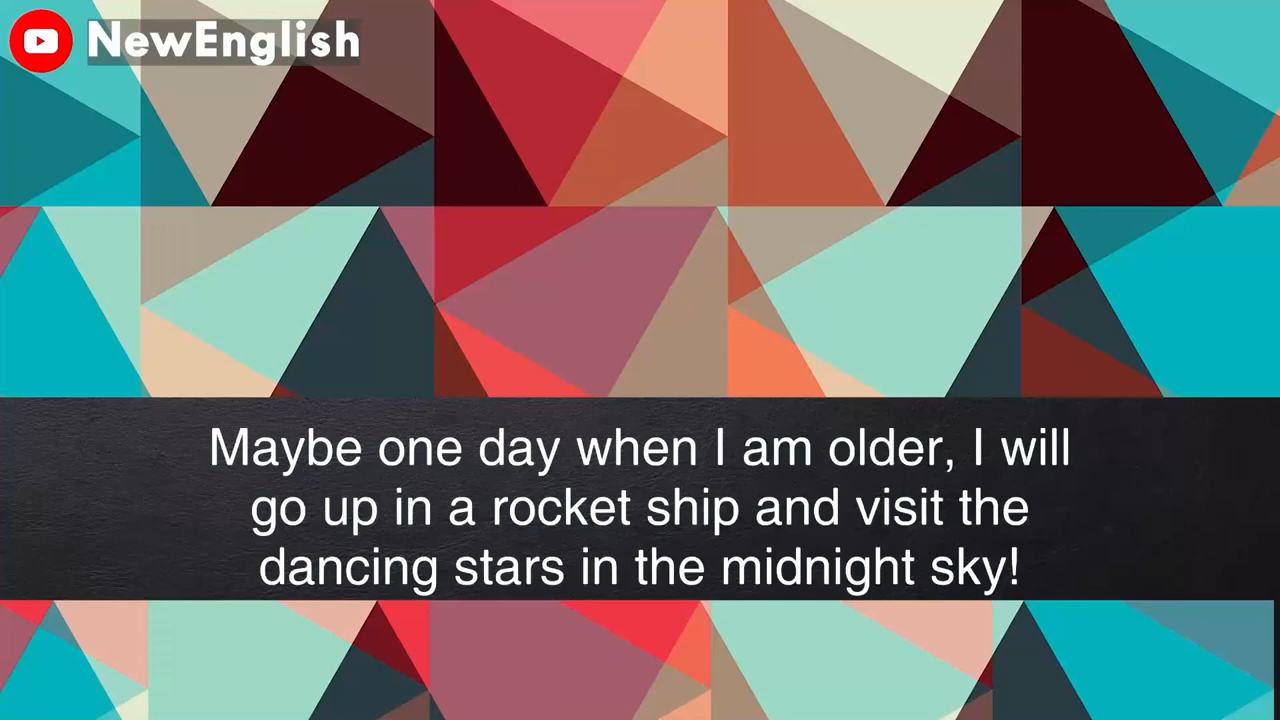 NewEnglish
Maybe one day when I am older, I will
go up in a rocket ship and visit the
dancing stars in the midnight sky!